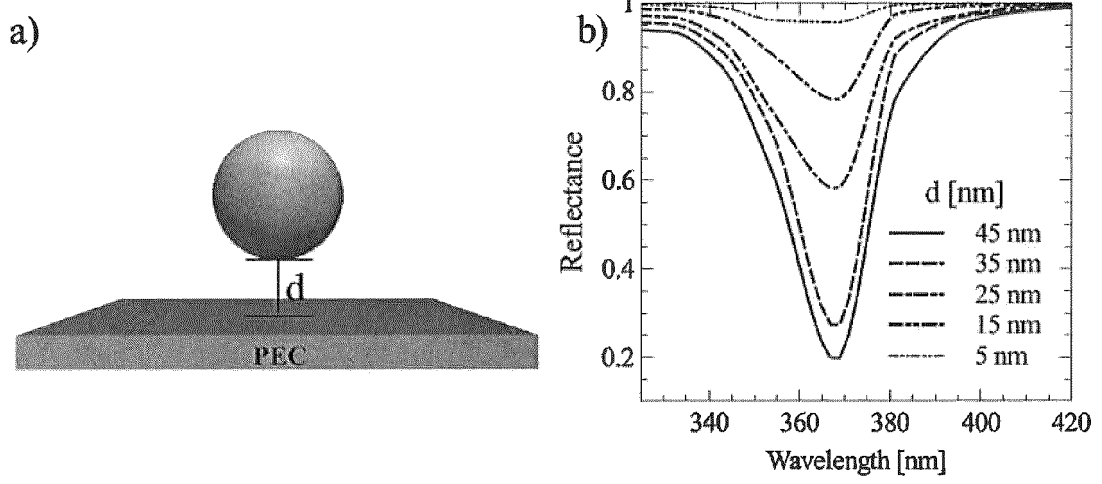 a)
d
PEC
b)
1
0.8
0.6
0.4
0.2
Reflectance
d [nm]
45 nm
35 nm
25 nm
15 nm
5 nm
340 360 380 400 420
Wavelength [nm]